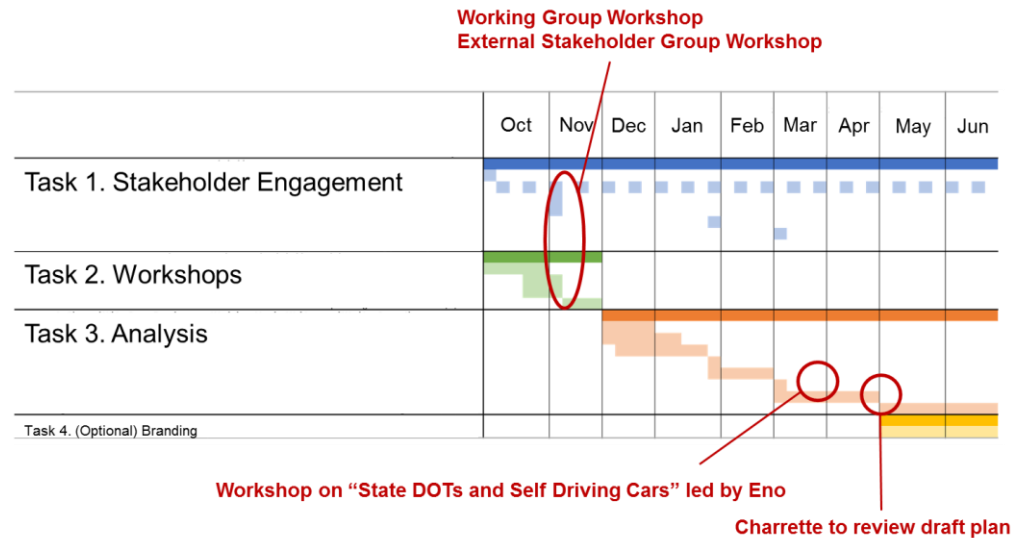 Working Group Workshop
External Stakeholder Group Workshop
Oct Nov Dec Jan Feb Mar Apr May Jun
Task 1. Stakeholder Engagement
Task 2. Workshops
Task 3. Analysis
Task 4. (Optional) Branding
Workshop on “State DOTs and Self Driving Cars” led by Eno
Charrette to review draft plan